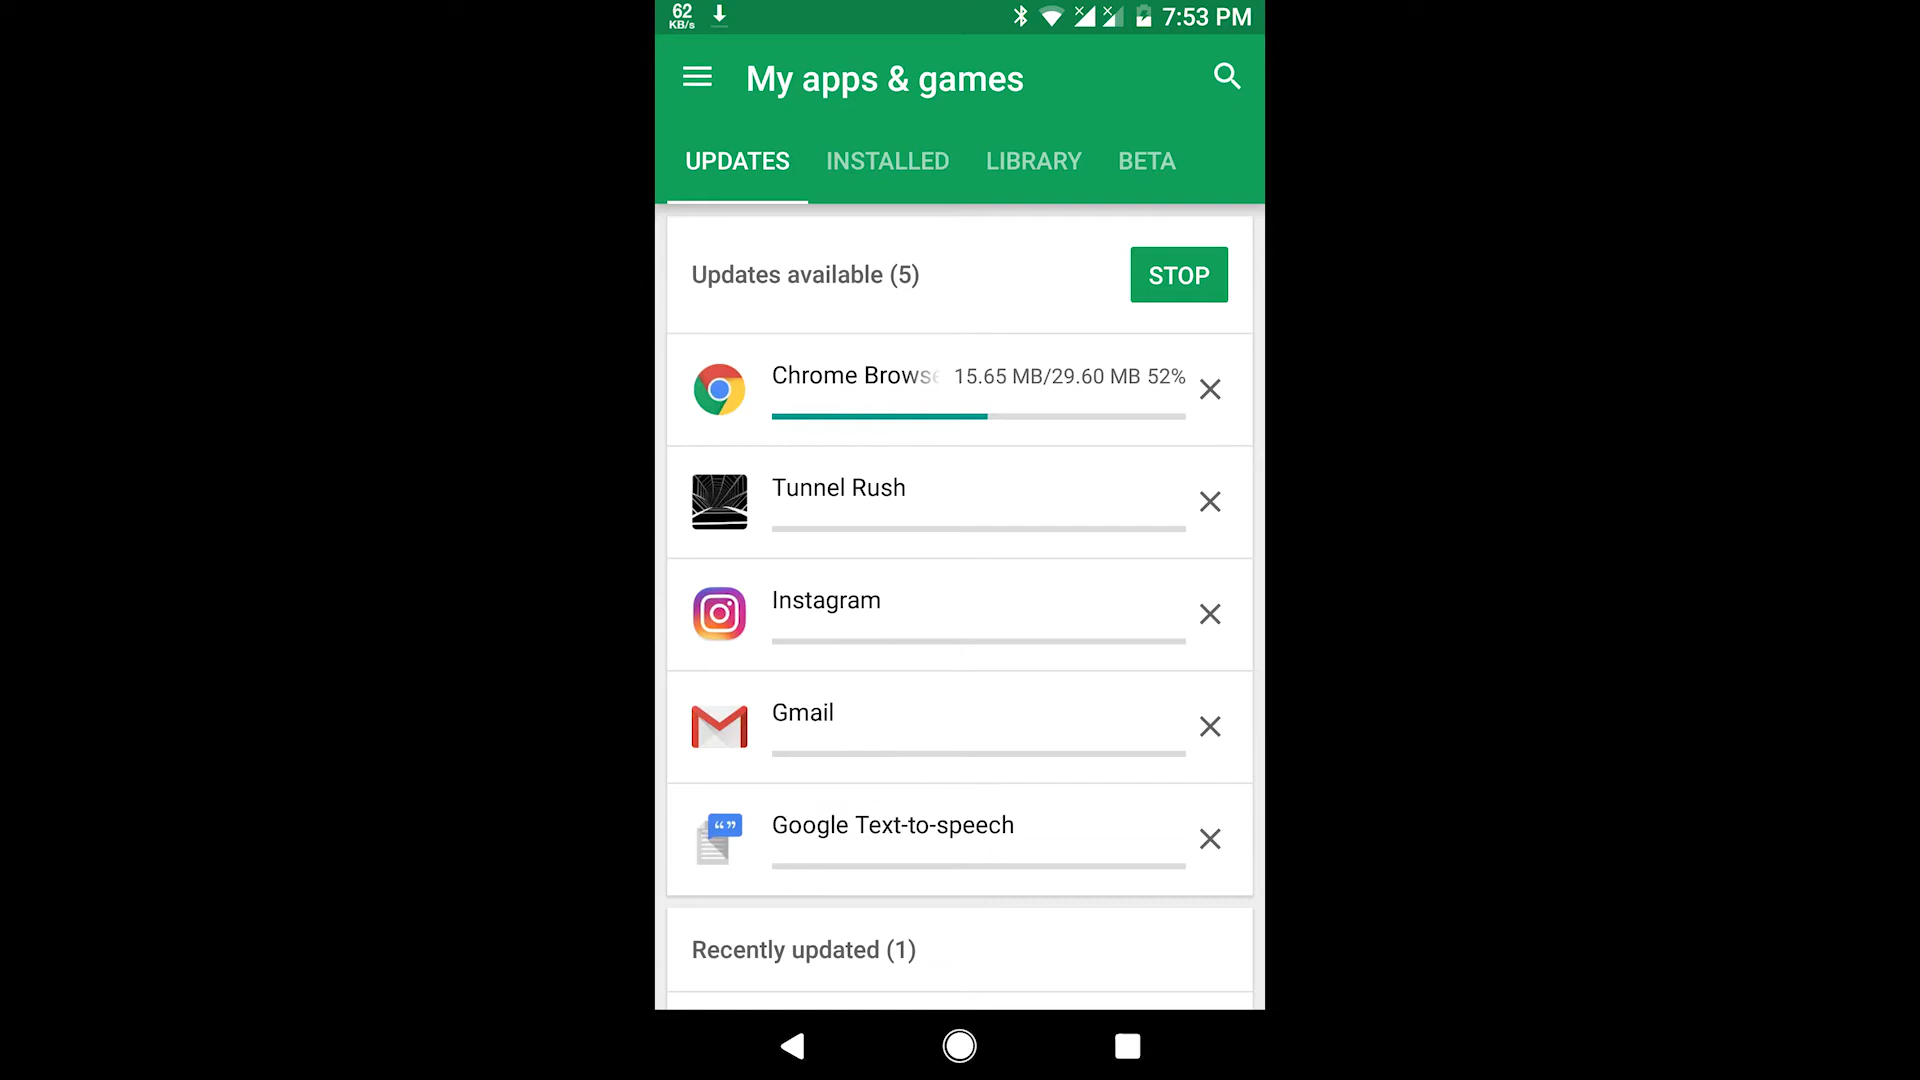 62
KB/s
7:53 PM
My apps & games
UPDATES INSTALLED LIBRARY BETA
Updates available (5)
STOP
Chrome Browse 15.65 MB/29.60 MB 52%
Tunnel Rush
Instagram
Gmail
Google Text-to-speech
Recently updated (1)